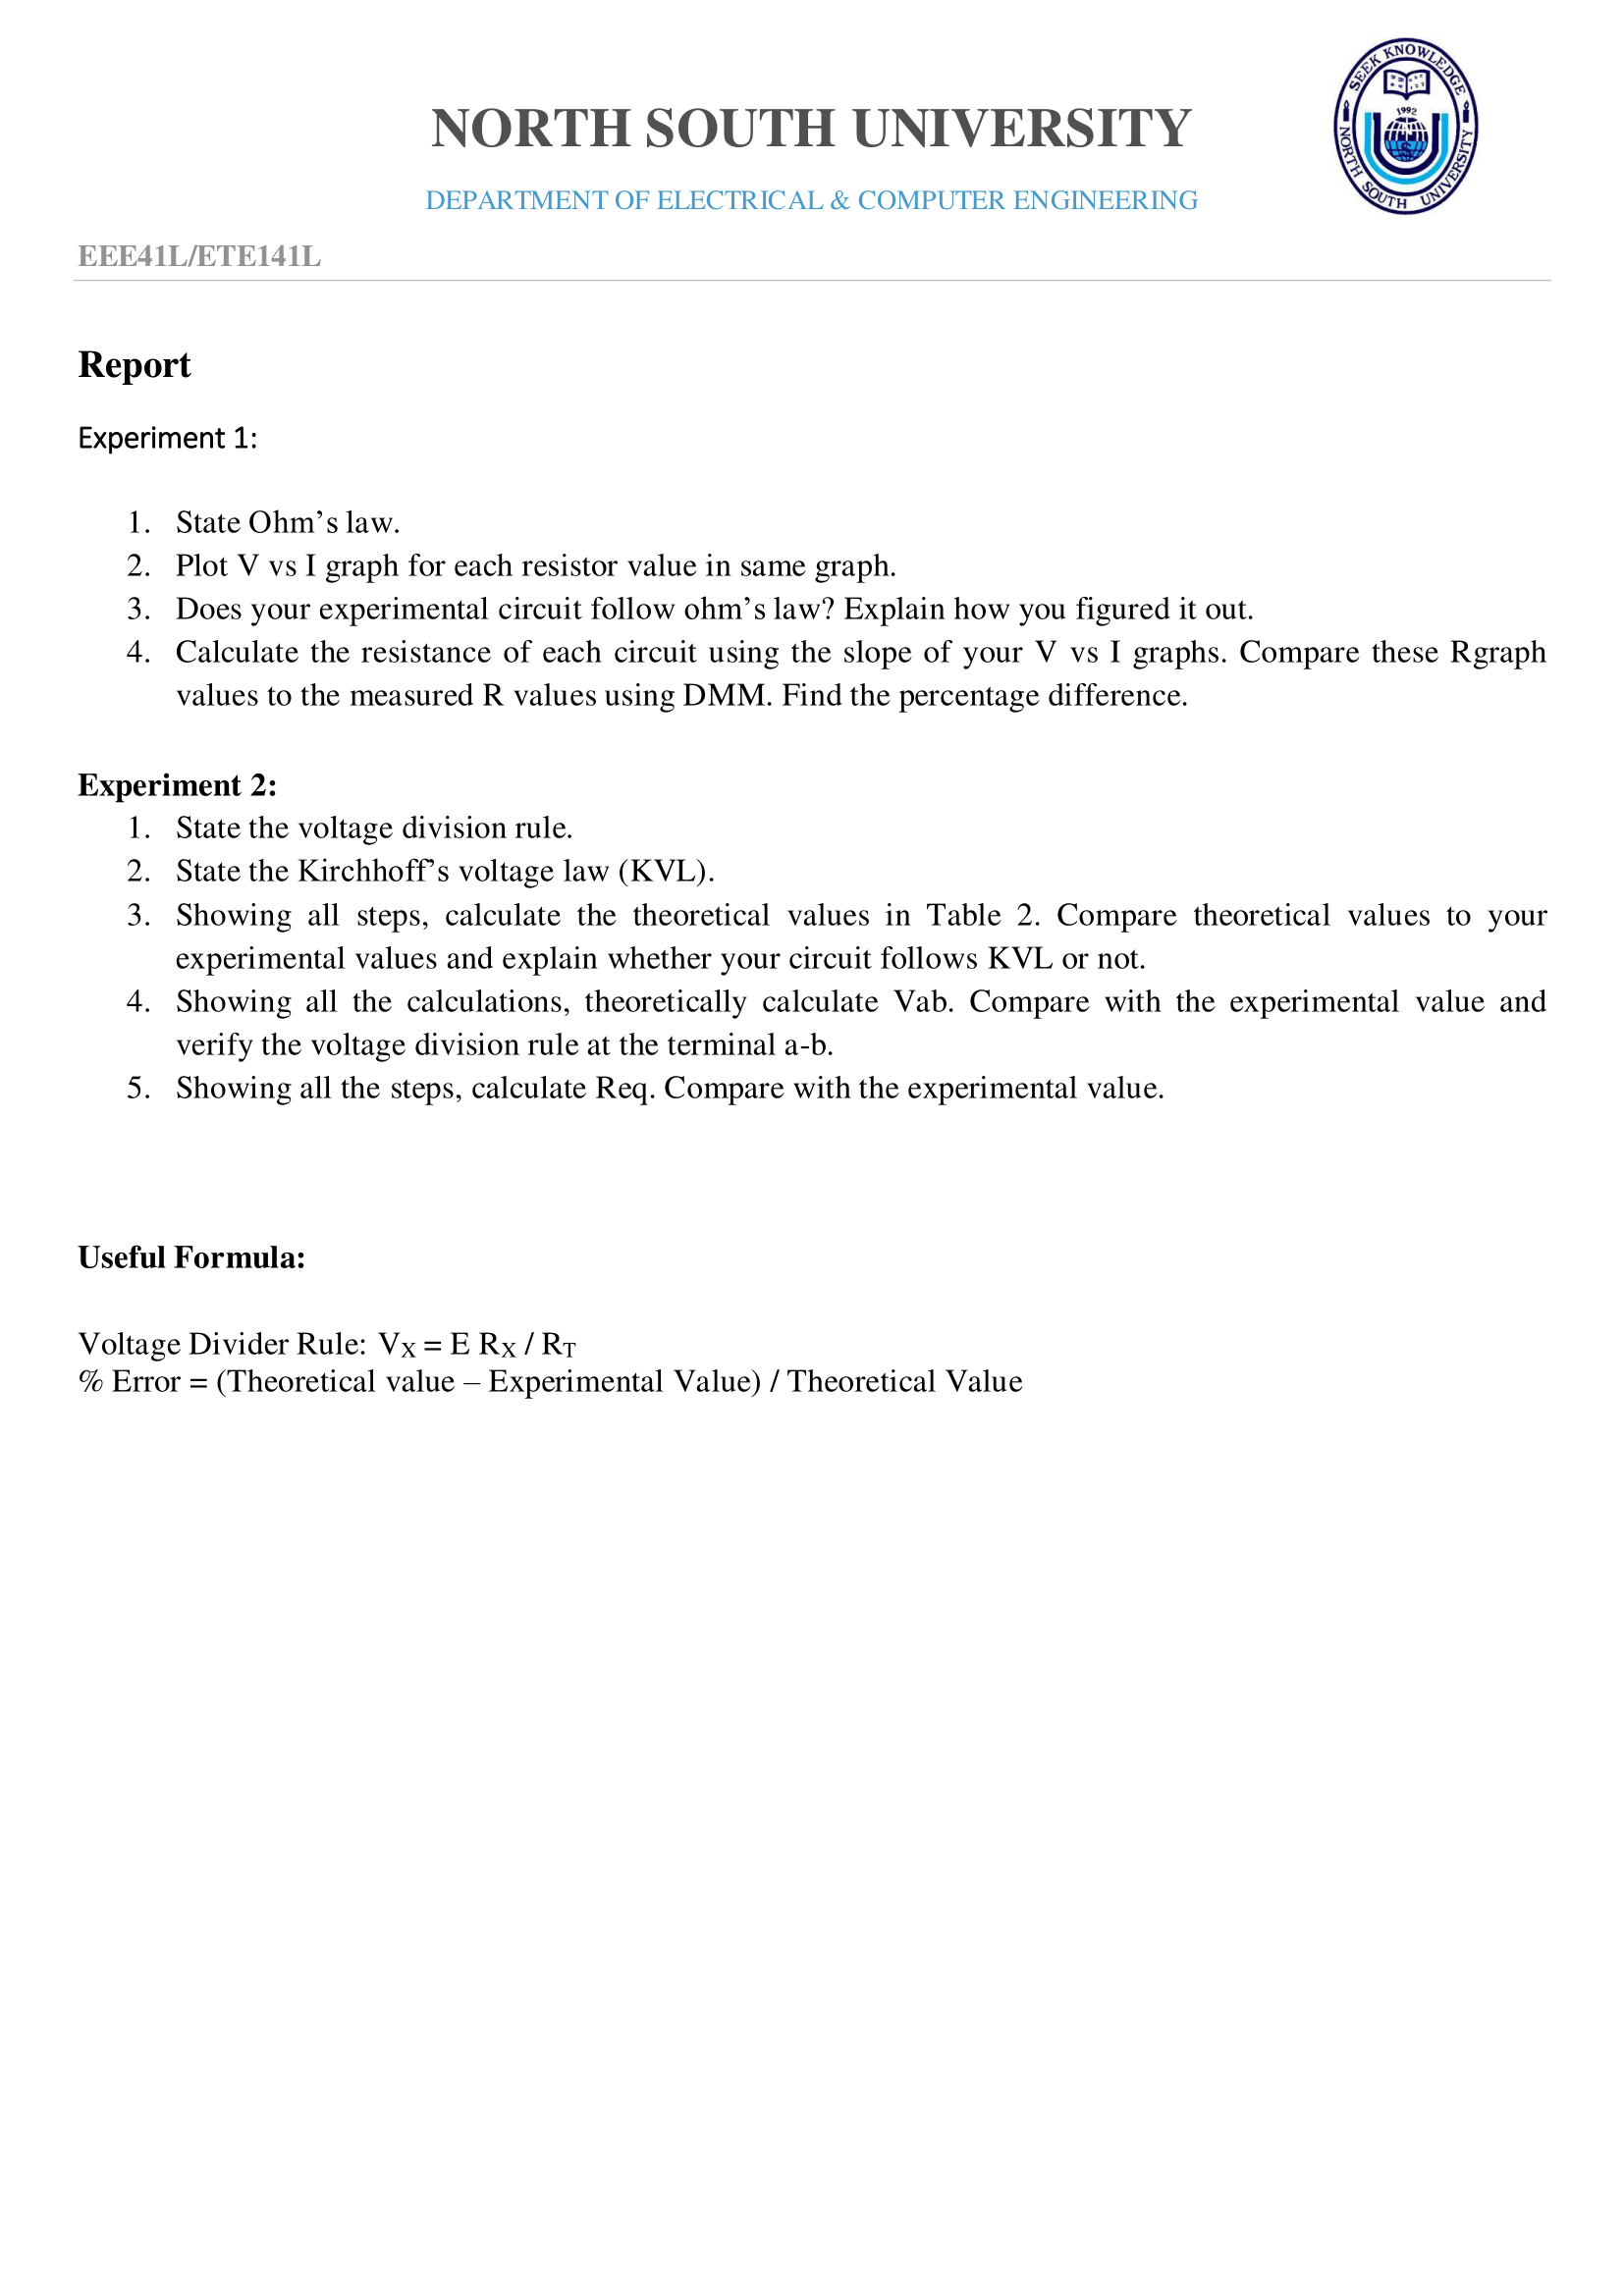 NORTH SOUTH UNIVERSITY
SEEK KNOWLEDGE
1992
NORTH SOUTH UNIVERSITY
DEPARTMENT OF ELECTRICAL & COMPUTER ENGINEERING
EEE41L/ETE141L
Report
Experiment 1:
1. State Ohm’s law.
2. Plot V vs I graph for each resistor value in same graph.
3. Does your experimental circuit follow ohm’s law? Explain how you figured it out.
4. Calculate the resistance of each circuit using the slope of your V vs I graphs. Compare these Rgraph
values to the measured R values using DMM. Find the percentage difference.
Experiment 2:
1. State the voltage division rule.
2. State the Kirchhoff’s voltage law (KVL).
3. Showing all steps, calculate the theoretical values in Table 2. Compare theoretical values to your
experimental values and explain whether your circuit follows KVL or not.
4. Showing all the calculations, theoretically calculate Vab. Compare with the experimental value and
verify the voltage division rule at the terminal a-b.
5. Showing all the steps, calculate Req. Compare with the experimental value.
Useful Formula:
Voltage Divider Rule: VX = E RX / RT
% Error = (Theoretical value – Experimental Value) / Theoretical Value